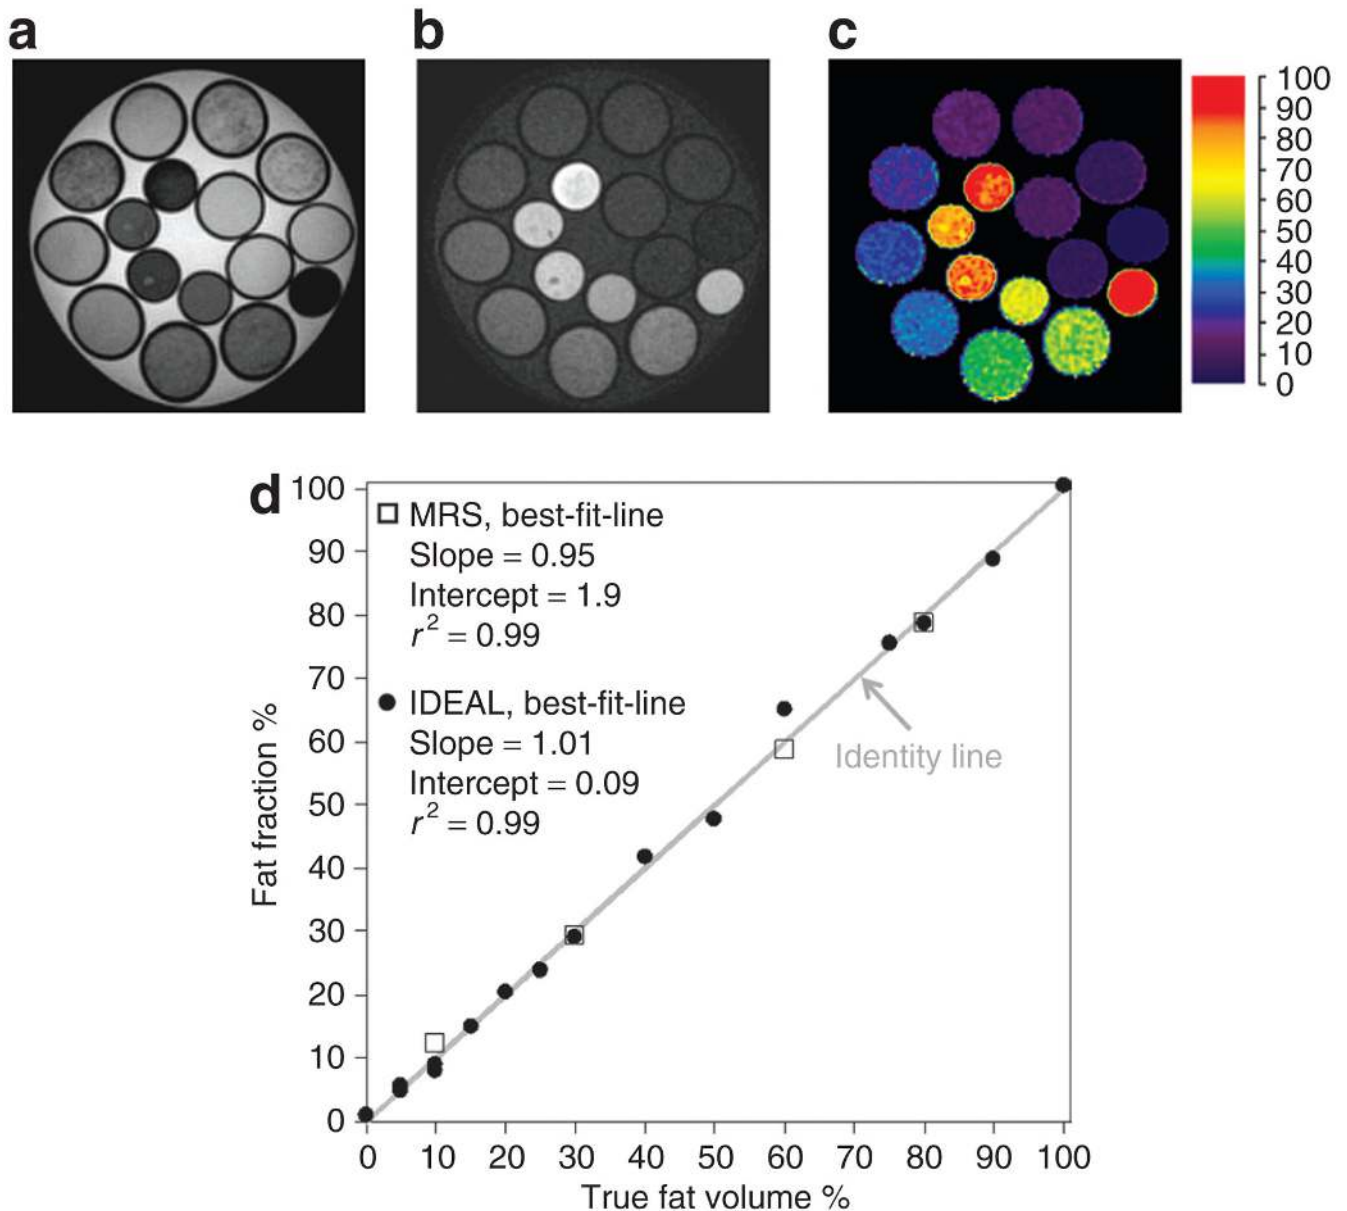 a
b
c
100
90
80
70
60
50
40
30
20
10
0
d
100
90
80
70
60
50
40
30
20
10
0
Fat fraction %
MRS, best-fit-line
Slope = 0.95
Intercept = 1.9
r² = 0.99
IDEAL, best-fit-line
Slope = 1.01
Intercept = 0.09
r² = 0.99
Identity line
0 10 20 30 40 50 60 70 80 90 100
True fat volume %